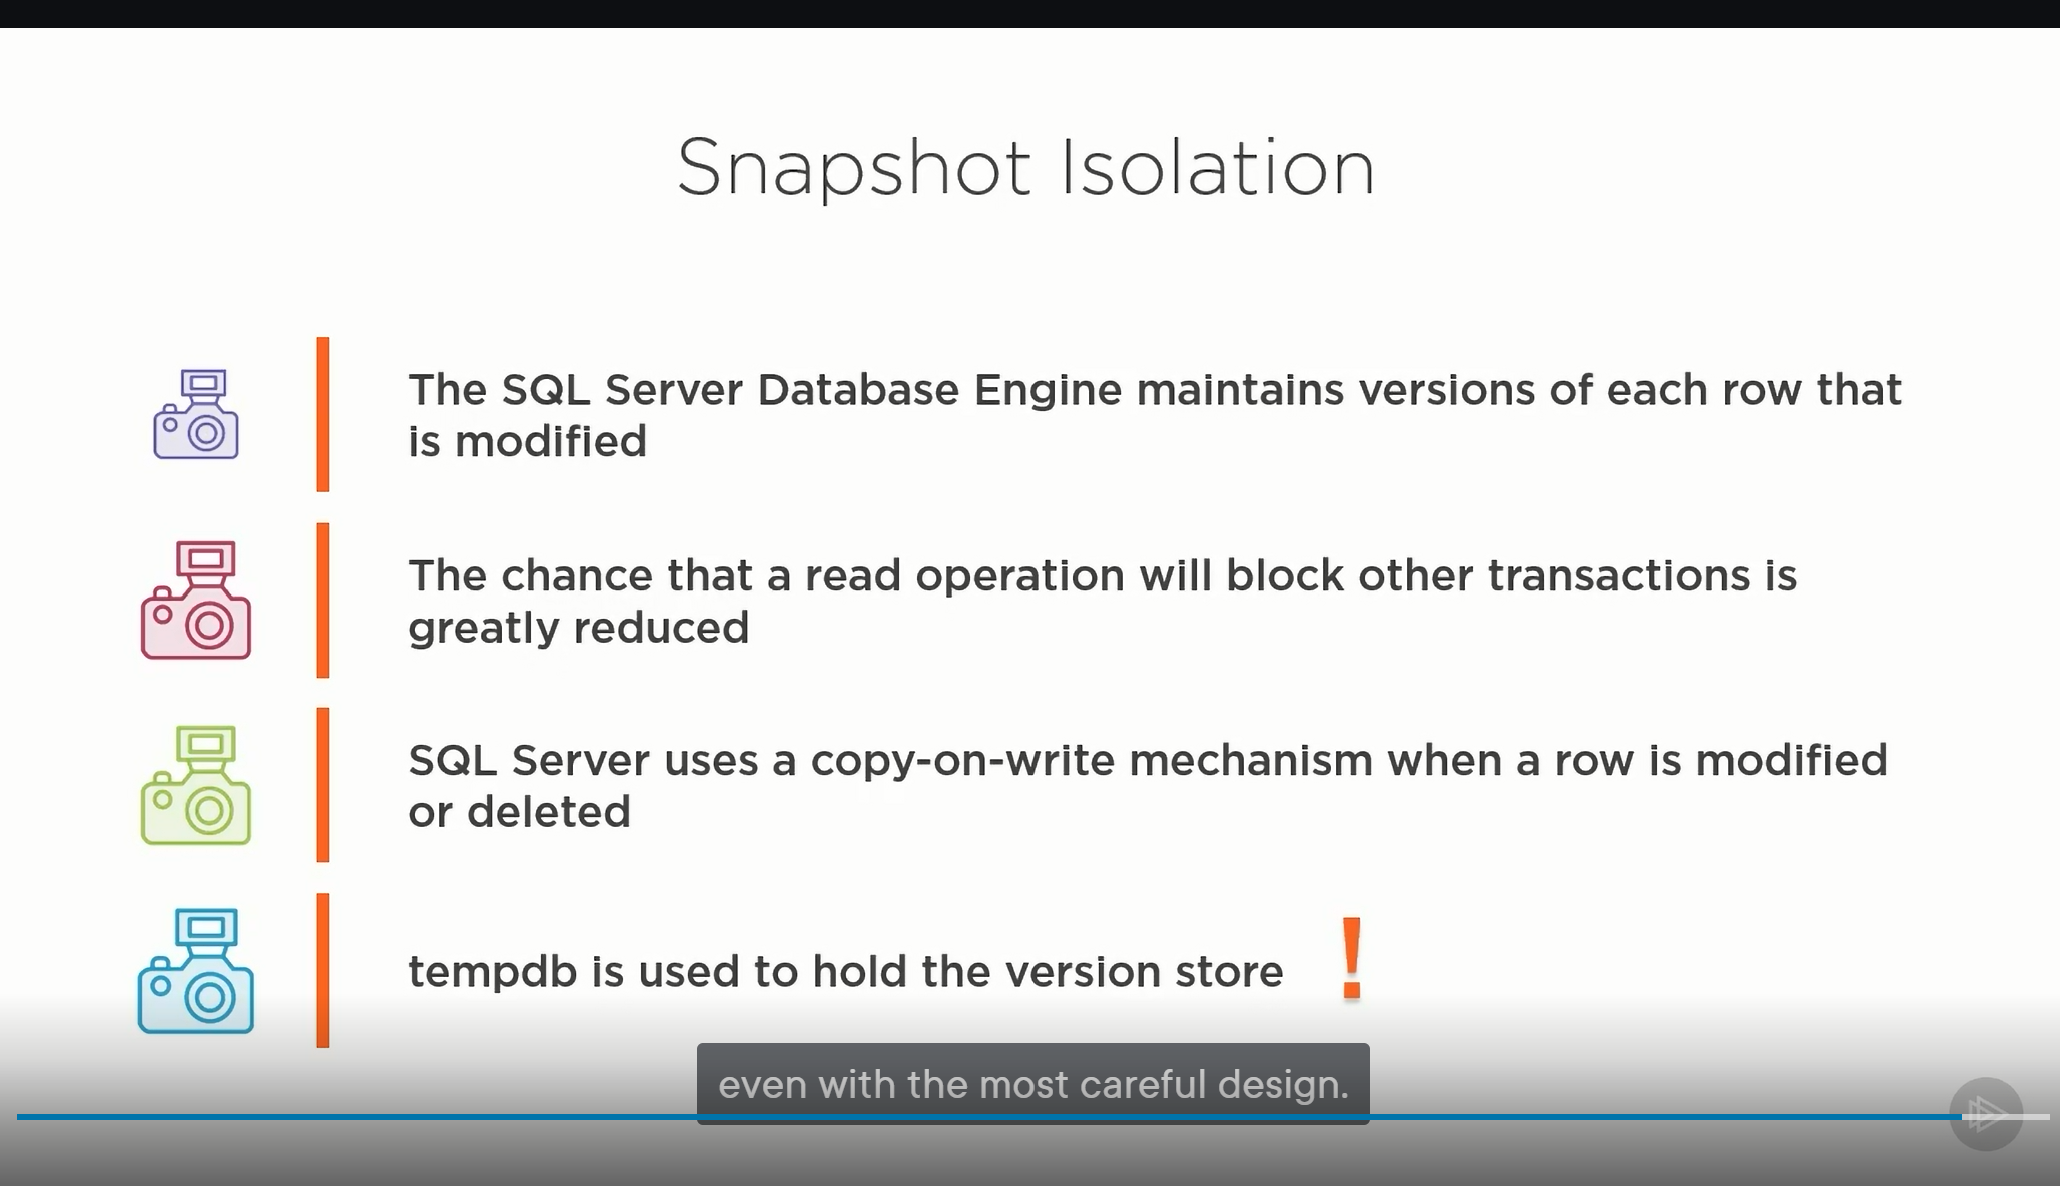 Snapshot Isolation
The SQL Server Database Engine maintains versions of each row that
is modified
The chance that a read operation will block other transactions is
greatly reduced
SQL Server uses a copy-on-write mechanism when a row is modified
or deleted
tempdb is used to hold the version store !
even with the most careful design.